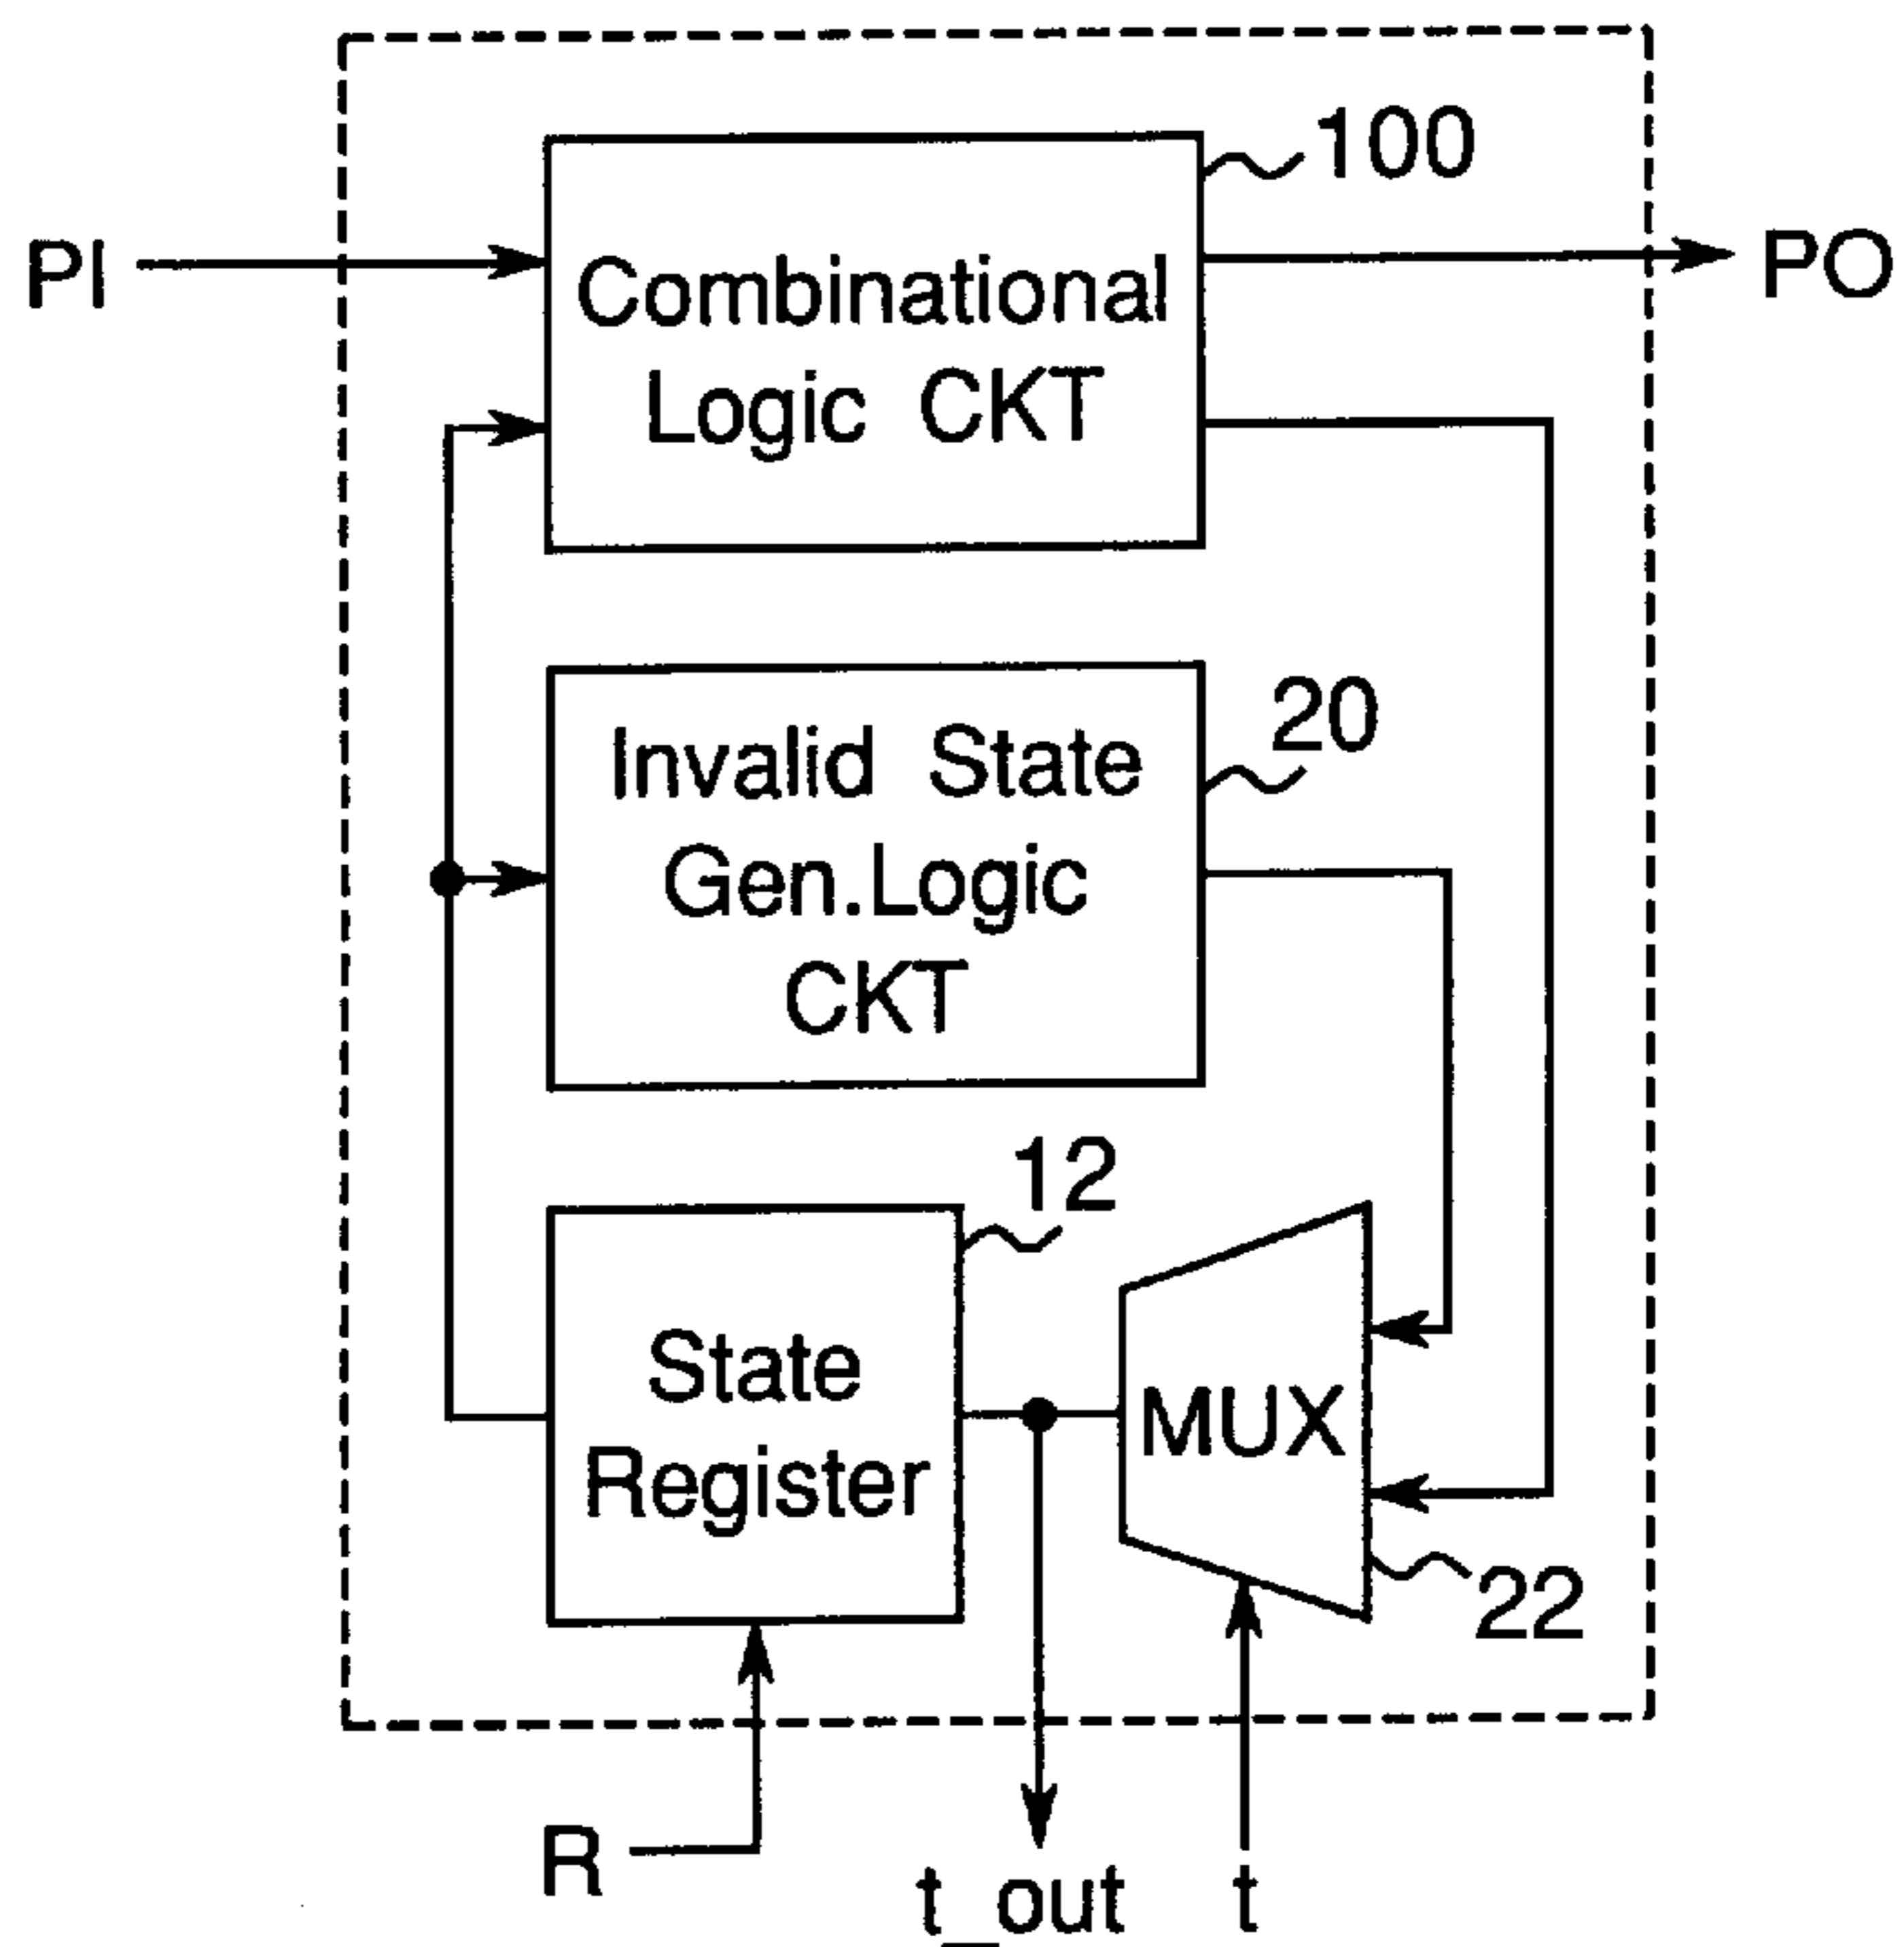 100
PI
PO
Combinational
Logic CKT
20
Invalid State
Gen.Logic
CKT
12
State
Register
MUX
22
R
t_out
t